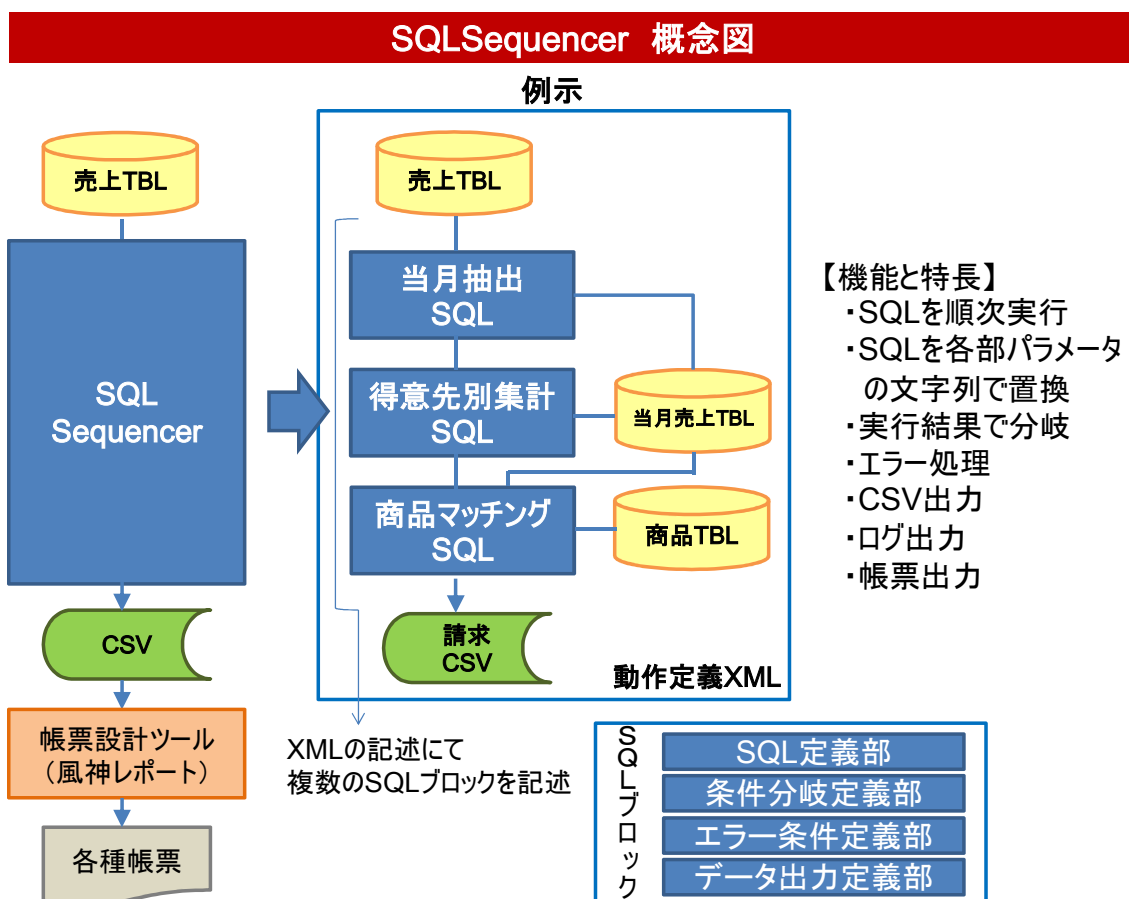 SQLSequencer 概念図
例示
売上TBL
SQL
Sequencer
CSV
帳票設計ツール
（風神レポート）
各種帳票
売上TBL
当月抽出
SQL
得意先別集計
SQL
当月売上TBL
商品マッチング
SQL
商品TBL
請求
CSV
動作定義XML
XMLの記述にて
複数のSQLブロックを記述
【機能と特長】
・SQLを順次実行
・SQLを各部パラメータ
の文字列で置換
・実行結果で分岐
・エラー処理
・CSV出力
・ログ出力
・帳票出力
SQLブロック
SQL定義部
条件分岐定義部
エラー条件定義部
データ出力定義部